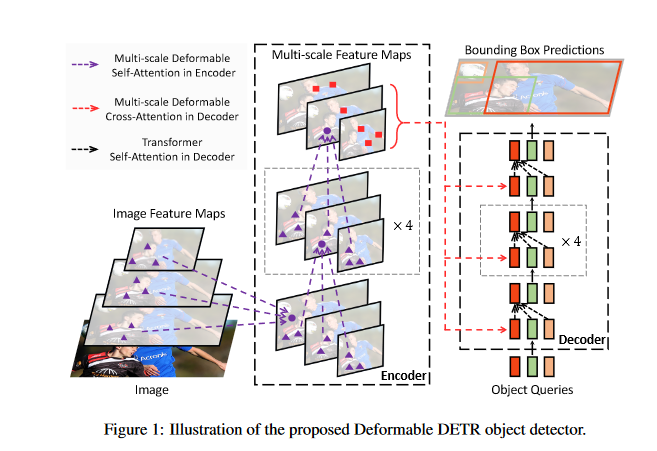 Multi-scale Deformable
Self-Attention in Encoder
Multi-scale Deformable
Cross-Attention in Decoder
Transformer
Self-Attention in Decoder
Image Feature Maps
Image
Multi-scale Feature Maps
× 4
Encoder
Bounding Box Predictions
× 4
Decoder
Object Queries
Figure 1: Illustration of the proposed Deformable DETR object detector.